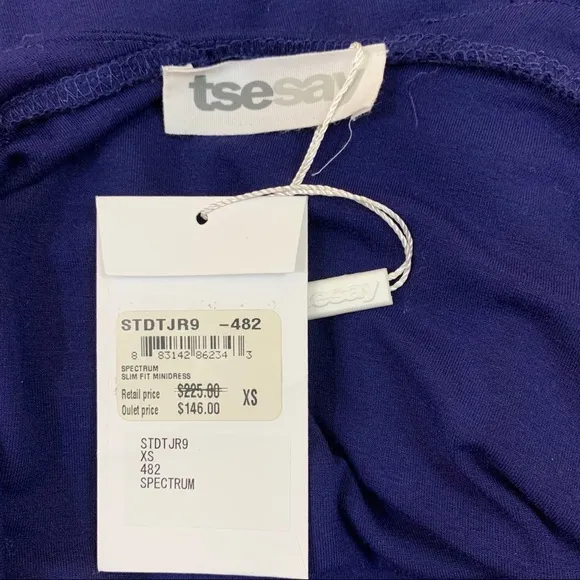 tsesay
tsesay
STDTJR9 -482
8 83142 86234 3
SPECTRUM
SLIM FIT MINIDRESS
Retail price $225.00
Oulet price $146.00 XS
STDTJR9
XS
482
SPECTRUM